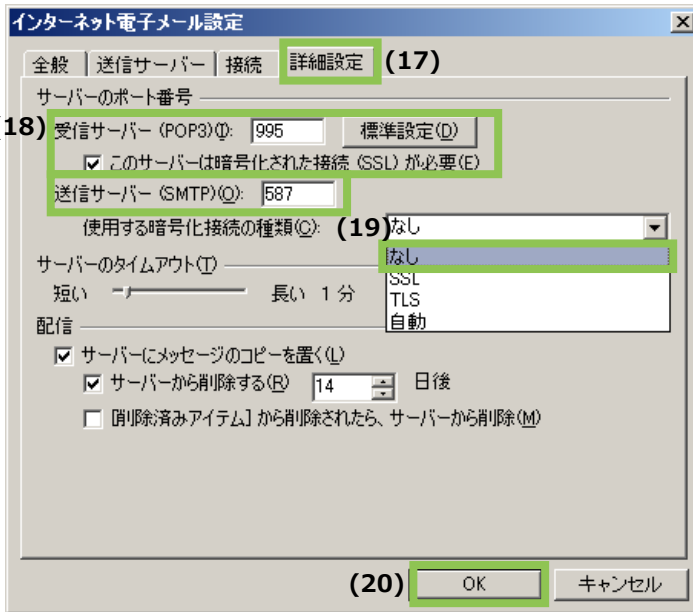 インターネット電子メール設定
全般 送信サーバー 接続 詳細設定 (17)
サーバーのポート番号
18) 受信サーバー (POP3)(I): 995 標準設定(D)
このサーバーは暗号化された接続 (SSL) が必要(E)
送信サーバー (SMTP)(O): 587
使用する暗号化接続の種類(C): (19) なし
なし
SSL
TLS
自動
サーバーのタイムアウト(T)
短い 長い 1 分
配信
サーバーにメッセージのコピーを置く(L)
サーバーから削除する(R) 14 日後
[削除済みアイテム] から削除されたら、サーバーから削除(M)
(20) OK キャンセル